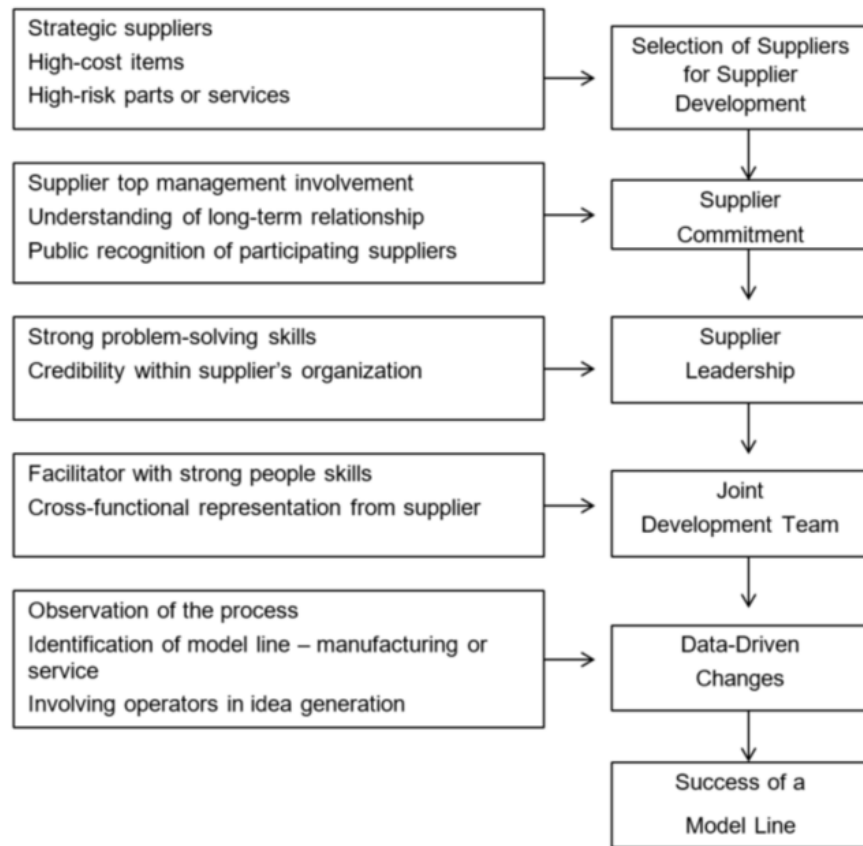 Strategic suppliers
High-cost items
High-risk parts or services
Selection of Suppliers
for Supplier
Development
Supplier top management involvement
Understanding of long-term relationship
Public recognition of participating suppliers
Supplier
Commitment
Strong problem-solving skills
Credibility within supplier's organization
Supplier
Leadership
Facilitator with strong people skills
Cross-functional representation from supplier
Joint
Development Team
Observation of the process
Identification of model line – manufacturing or
service
Involving operators in idea generation
Data-Driven
Changes
Success of a
Model Line